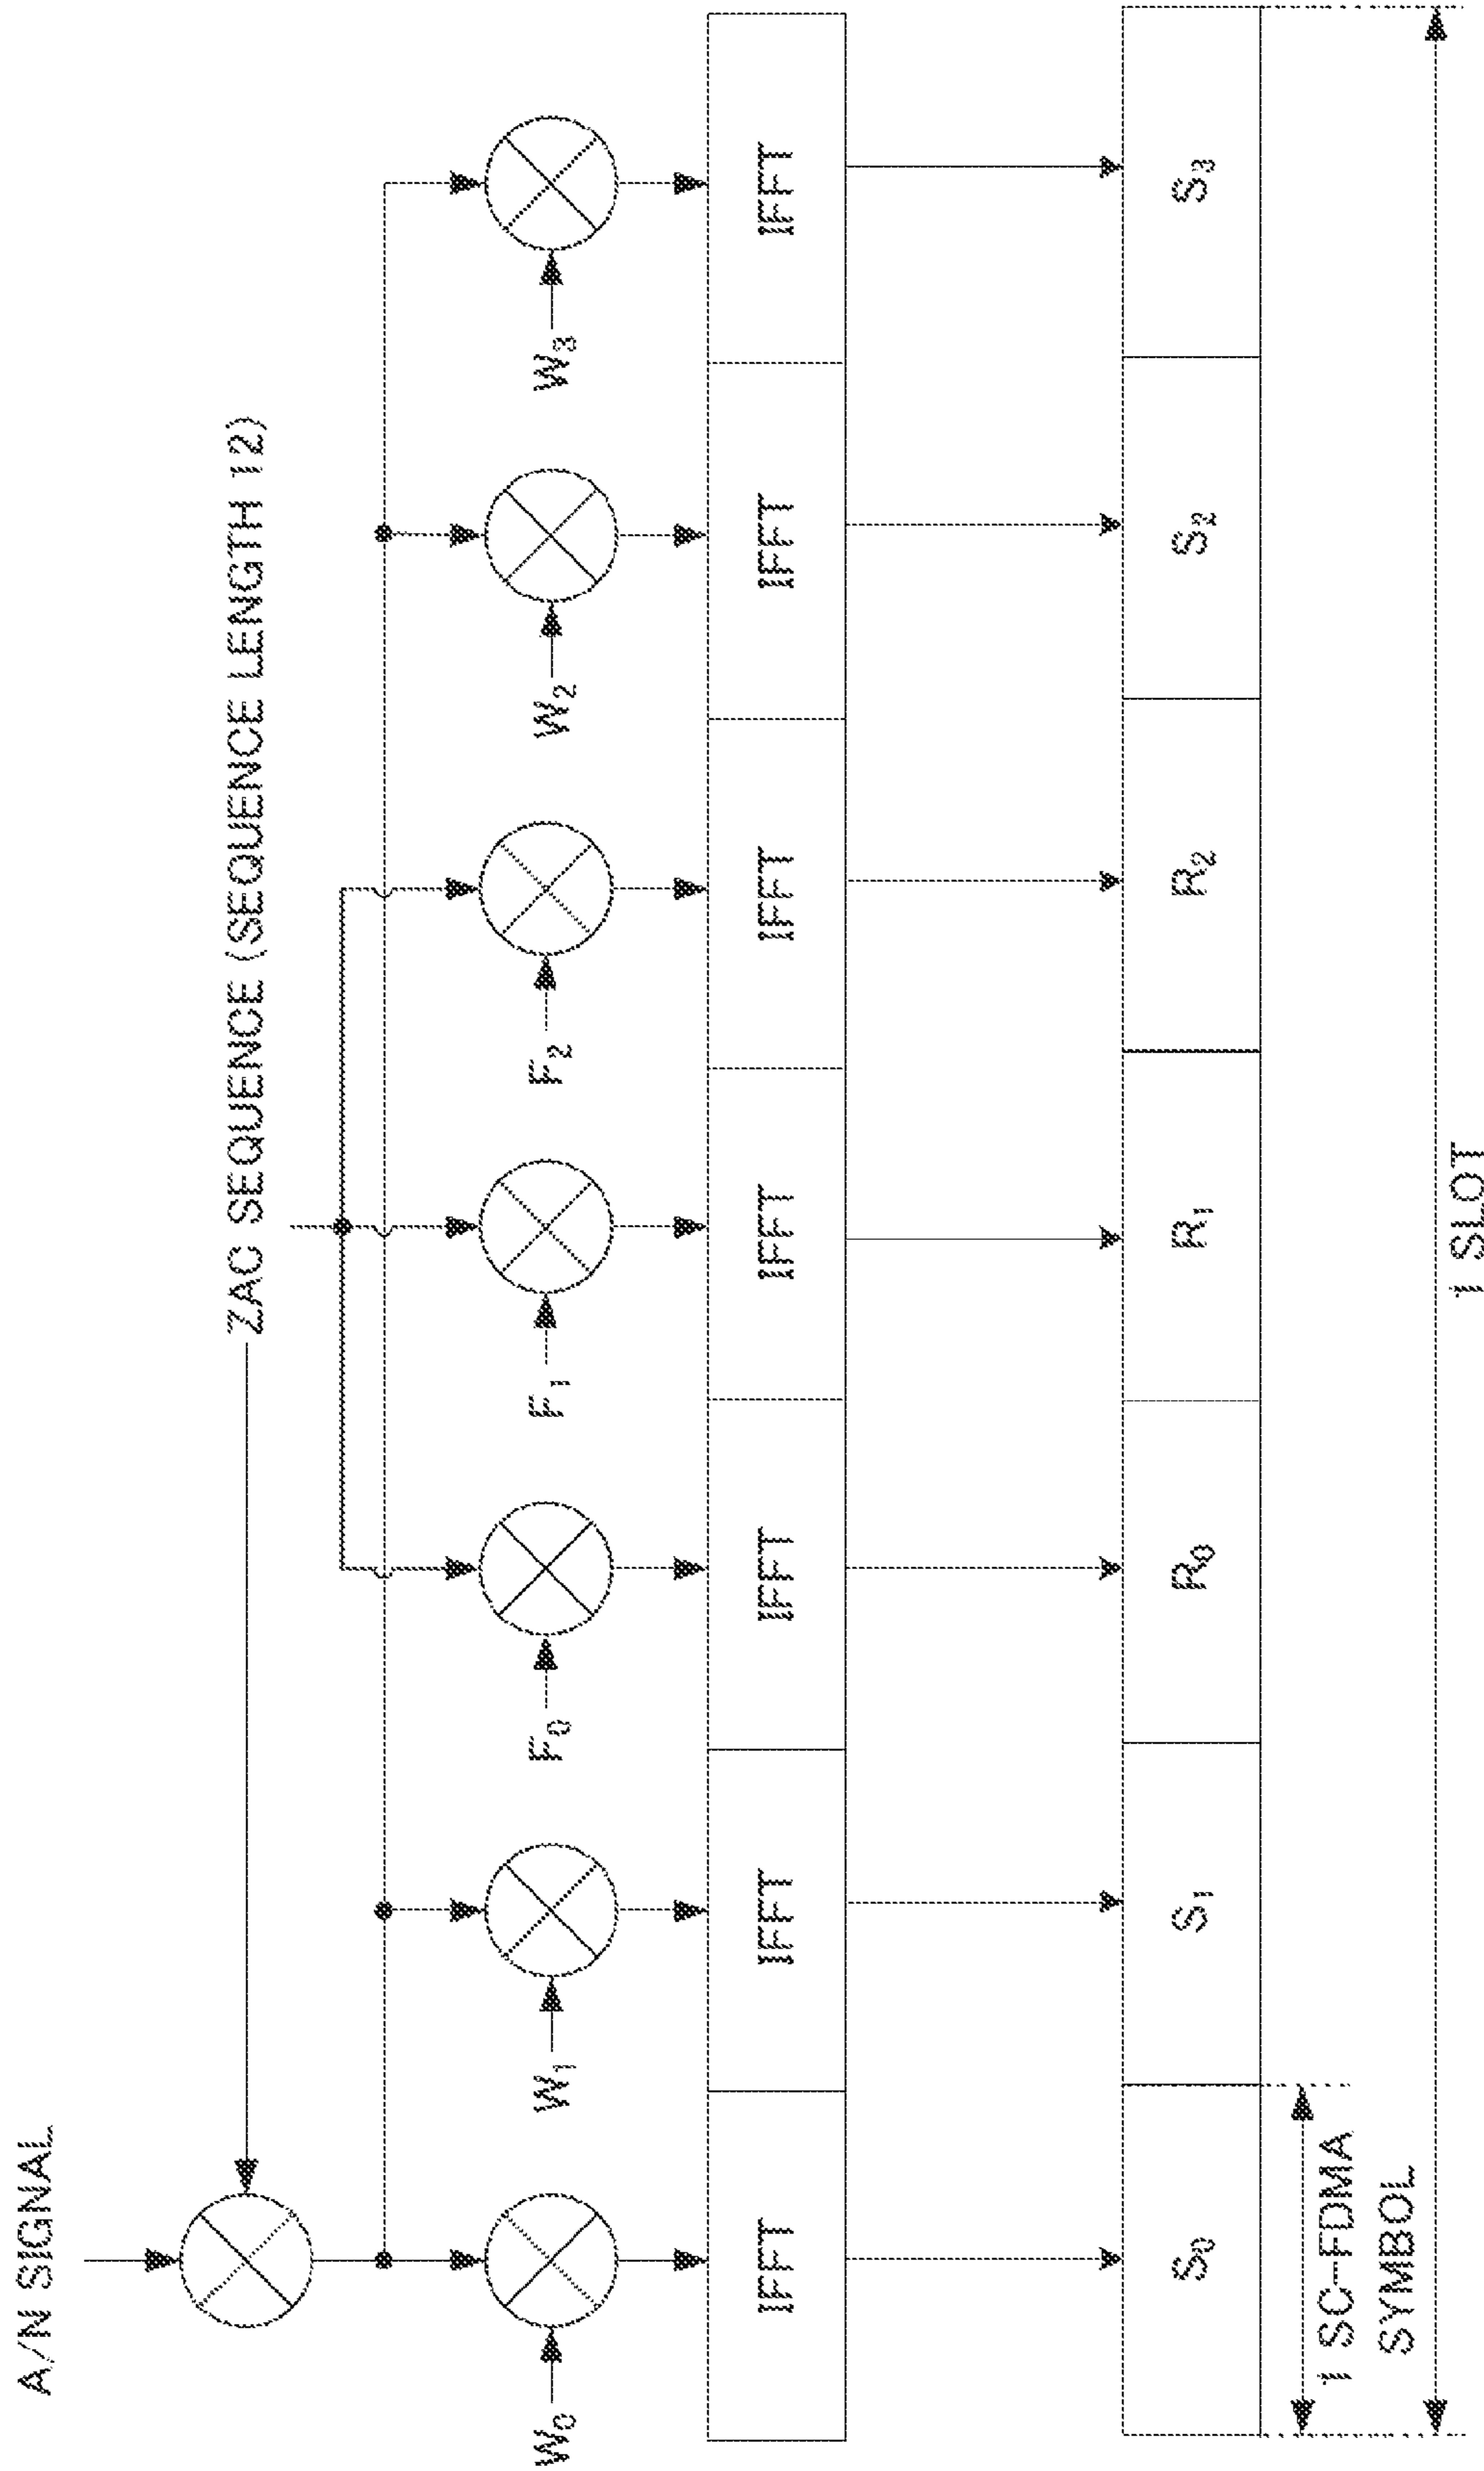 A/N SIGNAL
ZAC SEQUENCE (SEQUENCE LENGTH 12)
W₀
W₁
F₀
F₁
F₂
W₂
W₃
IFFT
IFFT
IFFT
IFFT
IFFT
IFFT
IFFT
S₀
S₁
R₀
R₁
R₂
S₂
S₃
1 SC-FDMA
SYMBOL
1 SLOT